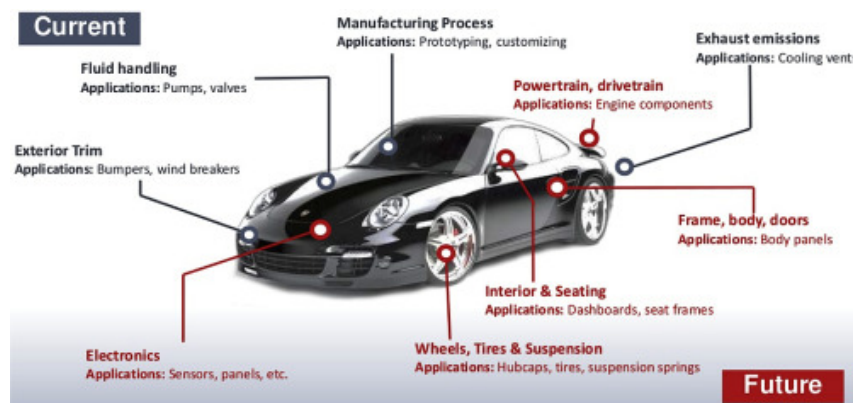 Current
Manufacturing Process
Applications: Prototyping, customizing
Exhaust emissions
Applications: Cooling vents
Fluid handling
Applications: Pumps, valves
Powertrain, drivetrain
Applications: Engine components
Exterior Trim
Applications: Bumpers, wind breakers
Frame, body, doors
Applications: Body panels
Interior & Seating
Applications: Dashboards, seat frames
Electronics
Applications: Sensors, panels, etc.
Wheels, Tires & Suspension
Applications: Hubcaps, tires, suspension springs
Future